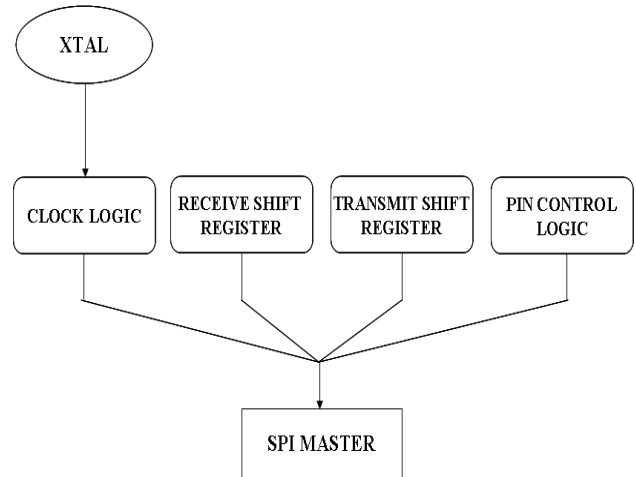 XTAL
CLOCK LOGIC
RECEIVE SHIFT
REGISTER
TRANSMIT SHIFT
REGISTER
PIN CONTROL
LOGIC
SPI MASTER